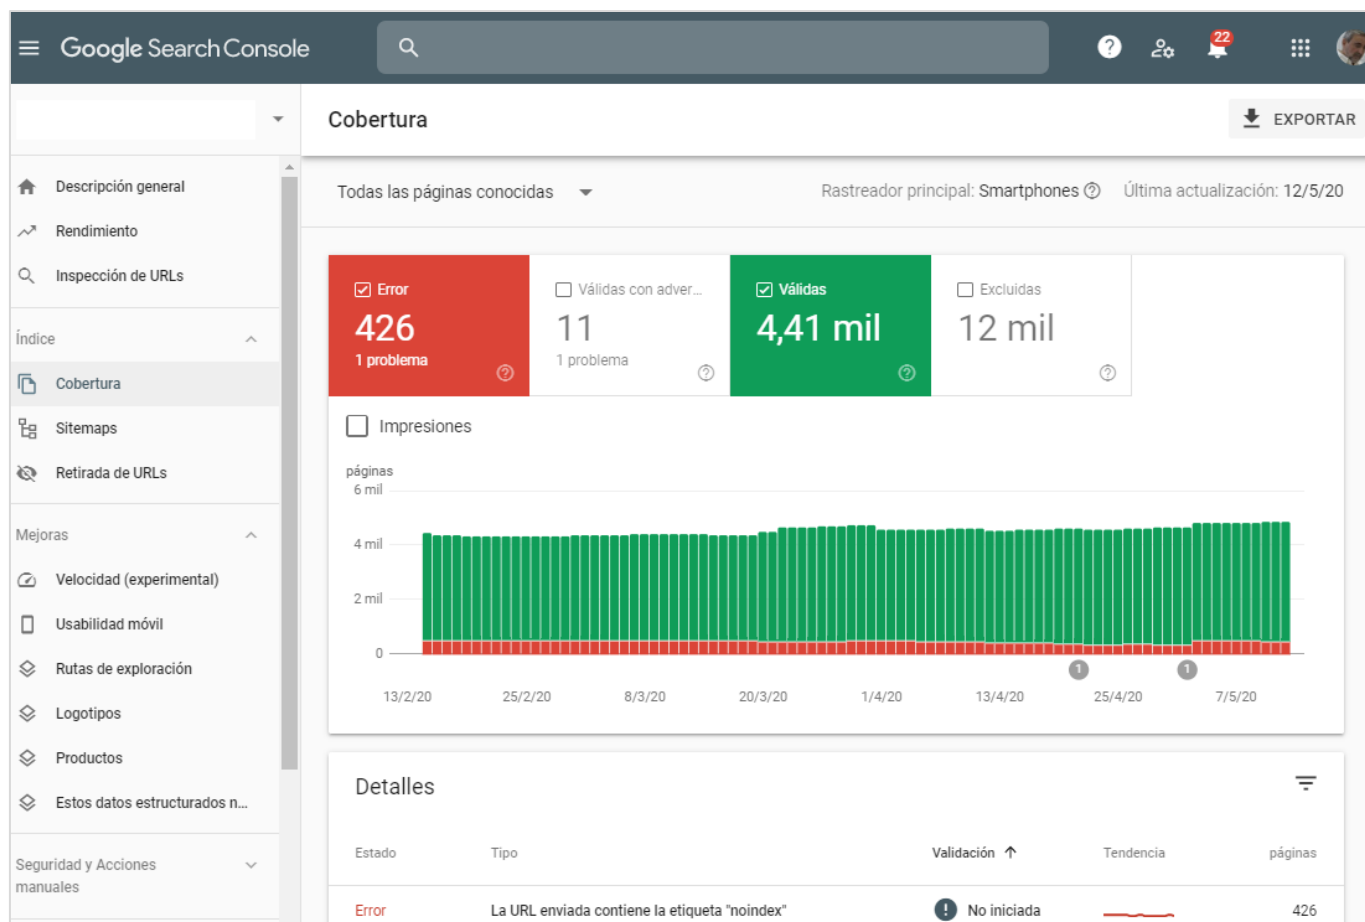 Google Search Console
22
Cobertura
EXPORTAR
Descripción general
Rendimiento
Inspección de URLs
Índice
Cobertura
Sitemaps
Retirada de URLs
Mejoras
Velocidad (experimental)
Usabilidad móvil
Rutas de exploración
Logotipos
Productos
Estos datos estructurados n...
Seguridad y Acciones
manuales
Todas las páginas conocidas
Rastreador principal: Smartphones Última actualización: 12/5/20
Error
426
1 problema
Válidas con adver...
11
1 problema
Válidas
4,41 mil
Excluidas
12 mil
Impresiones
páginas
6 mil
4 mil
2 mil
0
1 1
13/2/20 25/2/20 8/3/20 20/3/20 1/4/20 13/4/20 25/4/20 7/5/20
Detalles
Estado Tipo Validación Tendencia páginas
Error La URL enviada contiene la etiqueta "noindex" No iniciada 426